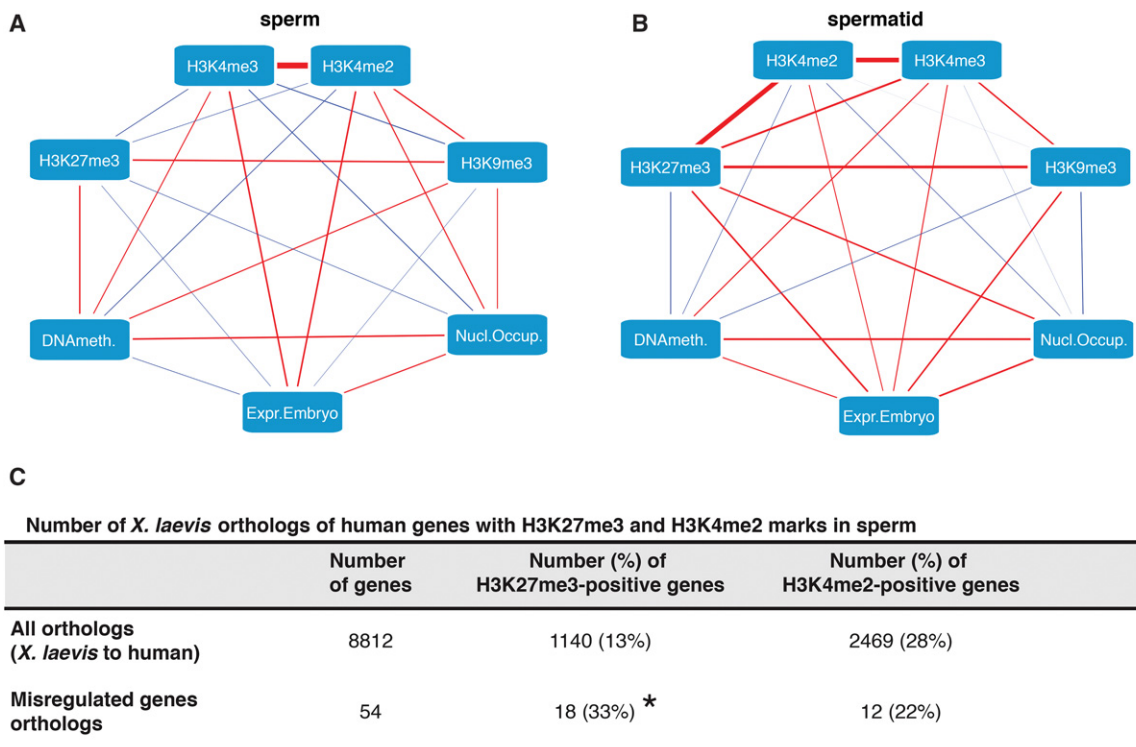 A
sperm
H3K4me3
H3K4me2
H3K27me3
H3K9me3
DNAmeth.
Nucl.Occup.
Expr.Embryo
B
spermatid
H3K4me2
H3K4me3
H3K27me3
H3K9me3
DNAmeth.
Nucl.Occup.
Expr.Embryo
C
Number of X. laevis orthologs of human genes with H3K27me3 and H3K4me2 marks in sperm
Number
of genes
Number (%) of
H3K27me3-positive genes
Number (%) of
H3K4me2-positive genes
All orthologs
(X. laevis to human)
8812
1140 (13%)
2469 (28%)
Misregulated genes
orthologs
54
18 (33%) *
12 (22%)